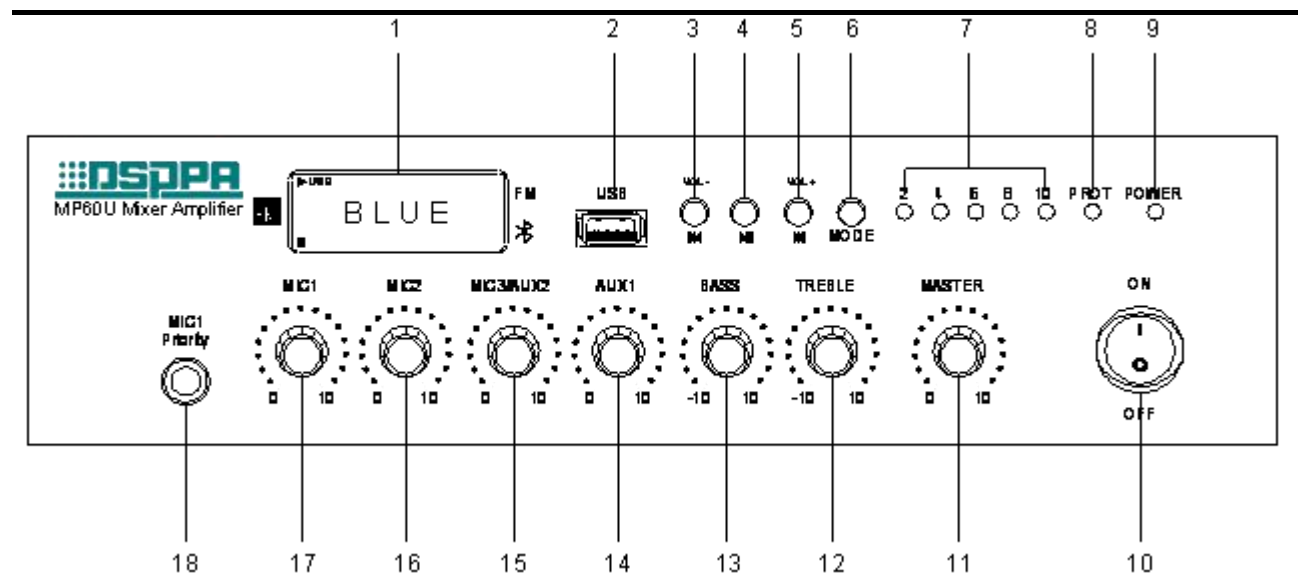 1 2 3 4 5 6 7 8 9
DSPPA
MP60U Mixer Amplifier
USB
BLUE
FM
USB
VOL-
VOL+
MODE
2 4 6 8 10
PROT
POWER
MIC1
Priority
MIC1
MIC2
MIC3/AUX2
AUX1
BASS
TREBLE
MASTER
0 10
0 10
0 10
0 10
-10 10
-10 10
0 10
ON
I
O
OFF
18 17 16 15 14 13 12 11 10